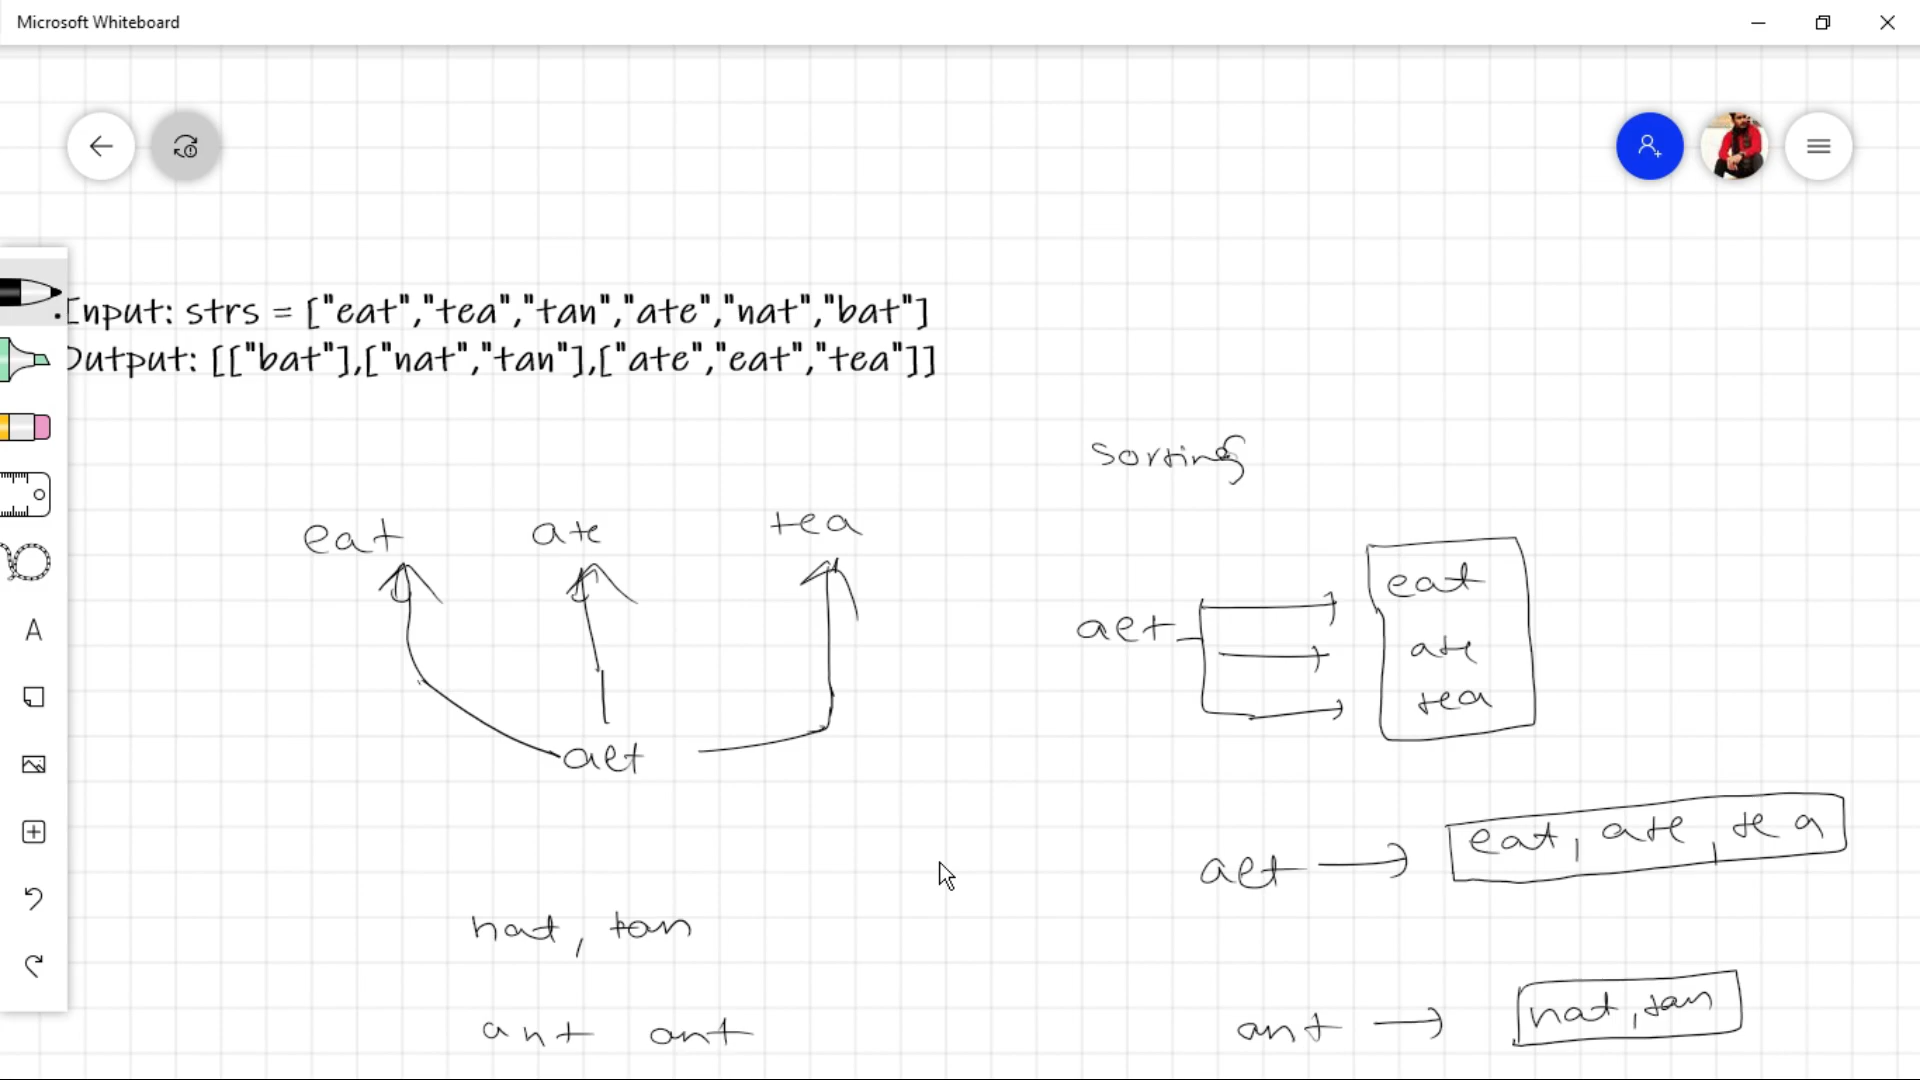 Microsoft Whiteboard
Input: strs = ["eat","tea","tan","ate","nat","bat"]
Output: [["bat"],["nat","tan"],["ate","eat","tea"]]
sorting
eat ate tea
aet
aet
eat
ate
tea
aet → eat, ate, tea
nat, tan
ant → nat, tan
ant ant
A